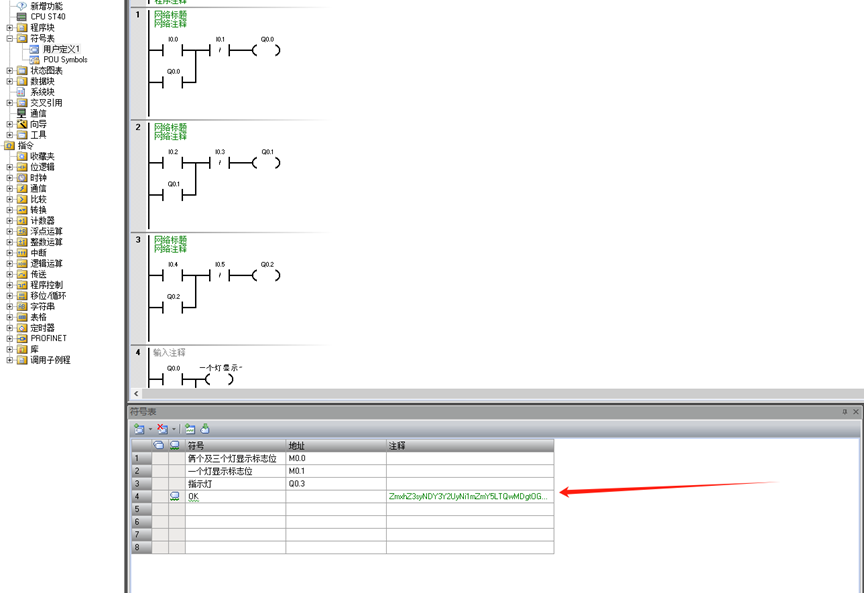 新增功能
CPU ST40
程序块
符号表
用户定义1
POU Symbols
状态图表
数据块
系统块
交叉引用
通信
向导
工具
指令
收藏夹
位逻辑
时钟
通信
比较
转换
计数器
浮点运算
整数运算
中断
逻辑运算
传送
程序控制
移位/循环
字符串
表格
定时器
PROFINET
库
调用子例程
程序注释
1
网络标题
网络注释
I0.0 I0.1 Q0.0
Q0.0
2
网络标题
网络注释
I0.2 I0.3 Q0.1
Q0.1
3
网络标题
网络注释
I0.4 I0.5 Q0.2
Q0.2
4 输入注释
Q0.0 一个灯显示~
符号表
符号 地址 注释
1 俩个及三个灯显示标志位 M0.0
2 一个灯显示标志位 M0.1
3 指示灯 Q0.3
4 OK
5
6
7
8